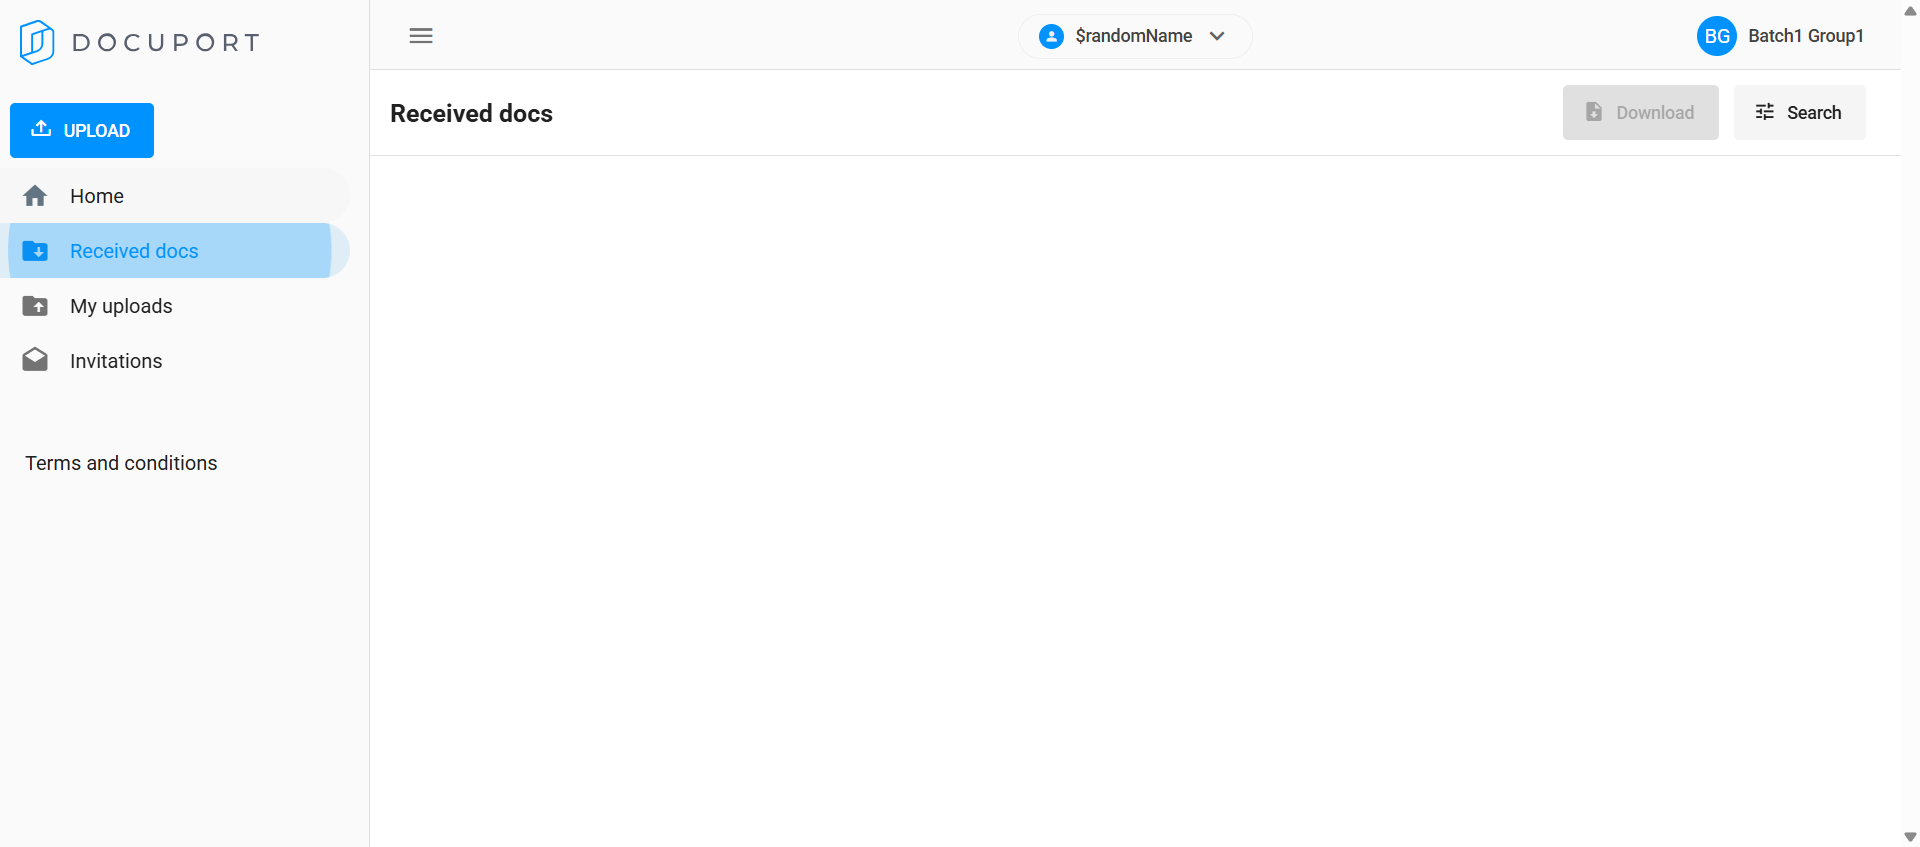 DOCUPORT
$randomName
BG Batch1 Group1
UPLOAD
Home
Received docs
My uploads
Invitations
Terms and conditions
Received docs
Download
Search